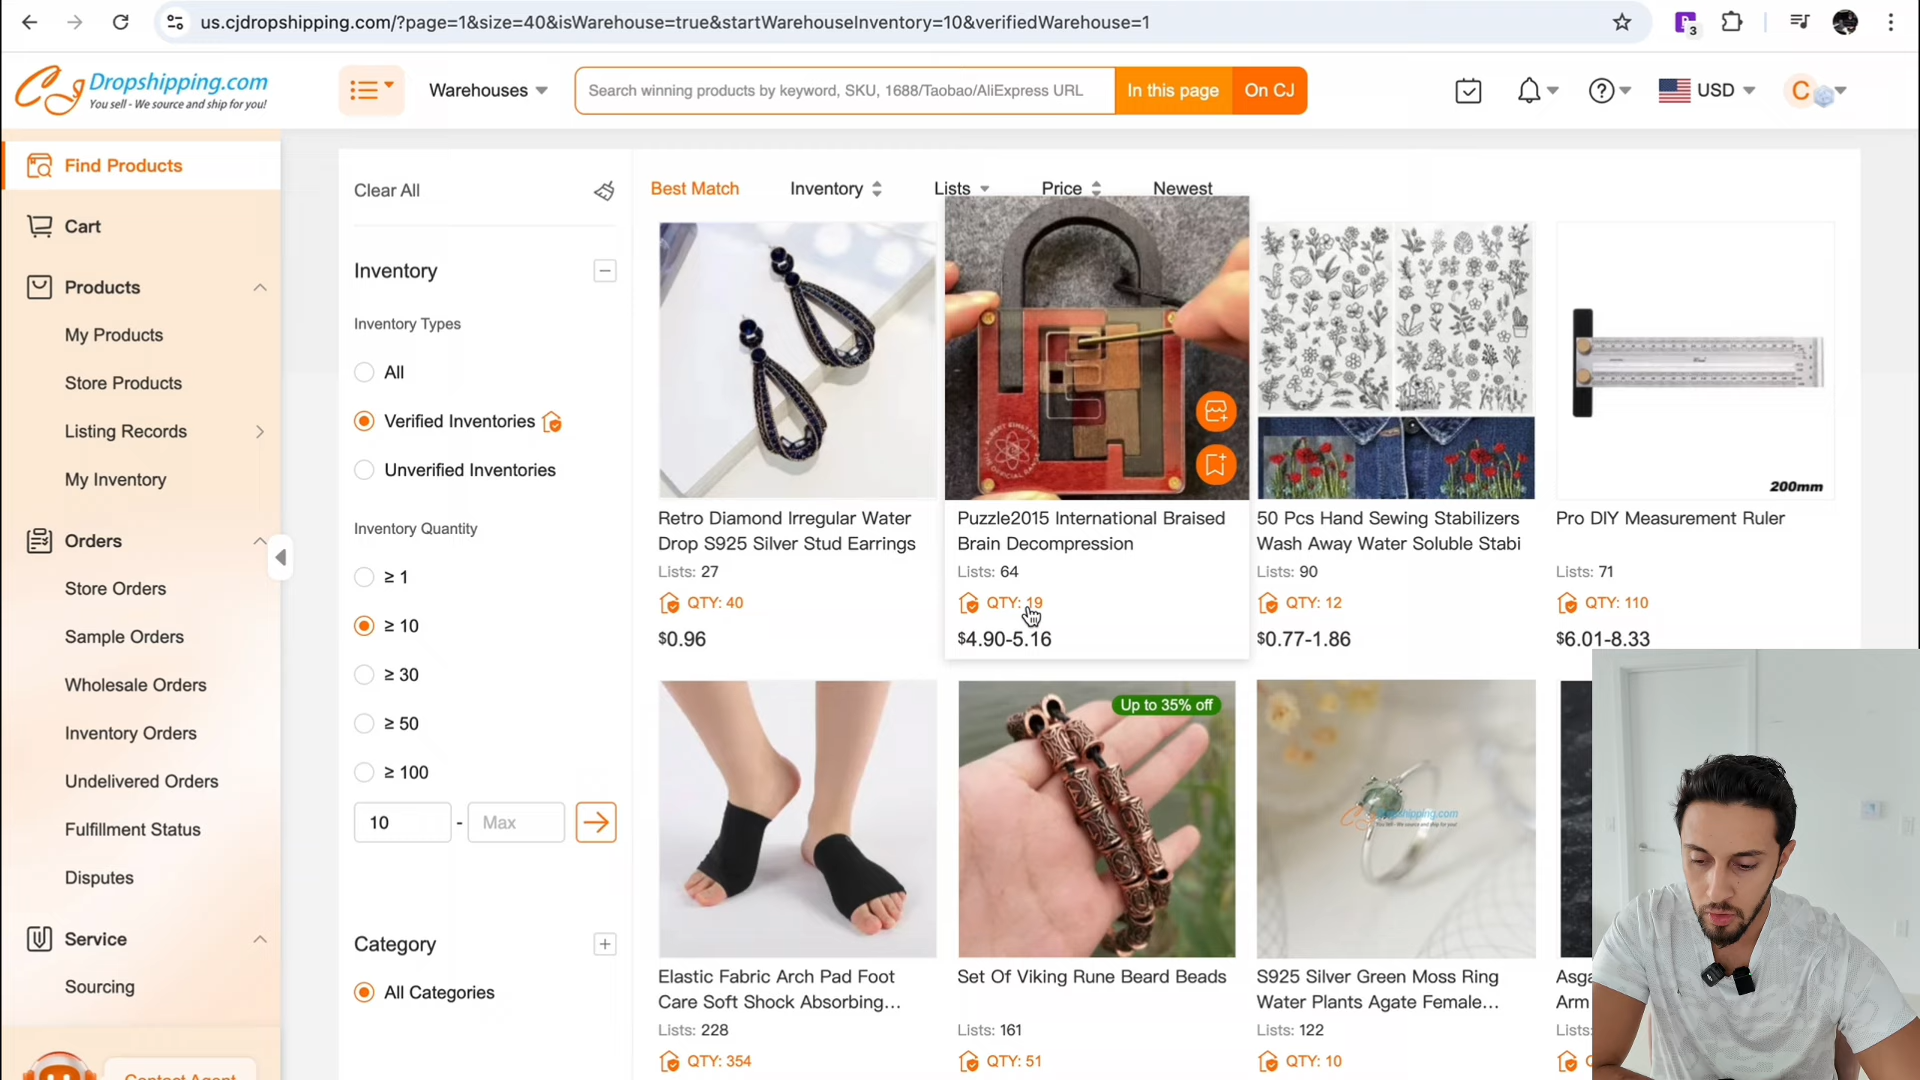 us.cjdropshipping.com/?page=1&size=40&isWarehouse=true&startWarehouseInventory=10&verifiedWarehouse=1
3
Dropshipping.com
You sell - We source and ship for you!
Warehouses
Search winning products by keyword, SKU, 1688/Taobao/AliExpress URL
In this page
On CJ
USD
C
Find Products
Cart
Products
My Products
Store Products
Listing Records
My Inventory
Orders
Store Orders
Sample Orders
Wholesale Orders
Inventory Orders
Undelivered Orders
Fulfillment Status
Disputes
Service
Sourcing
Contact Agent
Clear All
Inventory
Inventory Types
All
Verified Inventories
Unverified Inventories
Inventory Quantity
≥ 1
≥ 10
≥ 30
≥ 50
≥ 100
10 - Max
Category
All Categories
Best Match Inventory Lists Price Newest
Retro Diamond Irregular Water
Drop S925 Silver Stud Earrings
Lists: 27
QTY: 40
$0.96
Puzzle2015 International Braised
Brain Decompression
Lists: 64
QTY: 19
$4.90-5.16
50 Pcs Hand Sewing Stabilizers
Wash Away Water Soluble Stabi
Lists: 90
QTY: 12
$0.77-1.86
200mm
Pro DIY Measurement Ruler
Lists: 71
QTY: 110
$6.01-8.33
Elastic Fabric Arch Pad Foot
Care Soft Shock Absorbing...
Lists: 228
QTY: 354
Up to 35% off
Set Of Viking Rune Beard Beads
Lists: 161
QTY: 51
S925 Silver Green Moss Ring
Water Plants Agate Female...
Lists: 122
QTY: 10
Asga
Arm
Lists: